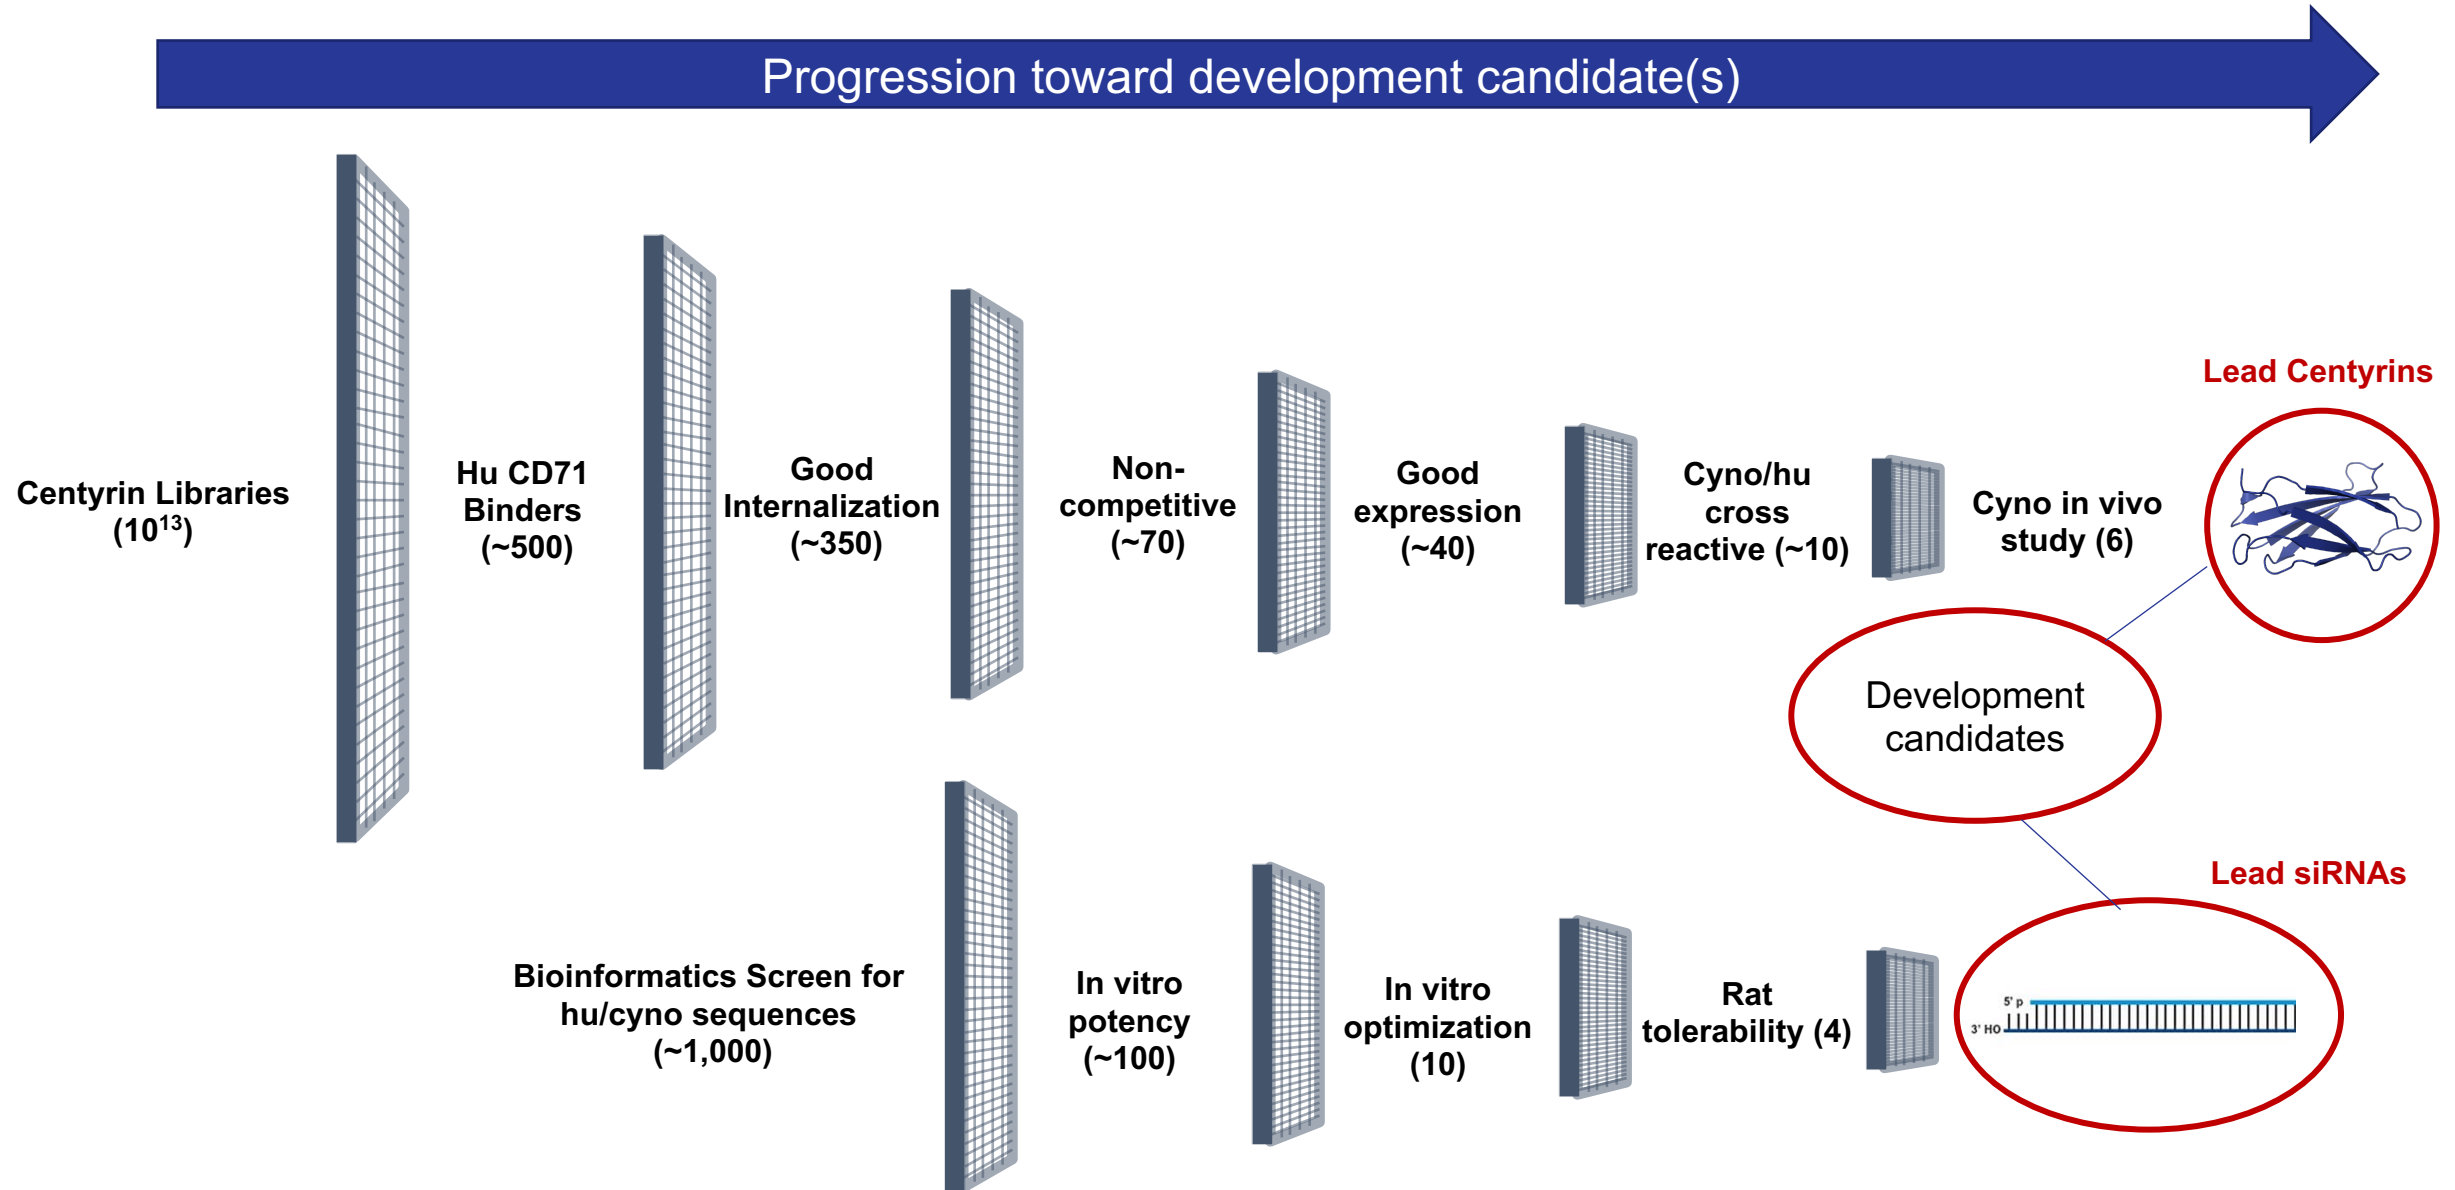 Progression toward development candidate(s)
Centyrin Libraries
(10¹³)
Hu CD71
Binders
(~500)
Good
Internalization
(~350)
Non-
competitive
(~70)
Good
expression
(~40)
Cyno/hu
cross
reactive (~10)
Cyno in vivo
study (6)
Lead Centyrins
Development
candidates
Lead siRNAs
Bioinformatics Screen for
hu/cyno sequences
(~1,000)
In vitro
potency
(~100)
In vitro
optimization
(10)
Rat
tolerability (4)
5' p
3' HO